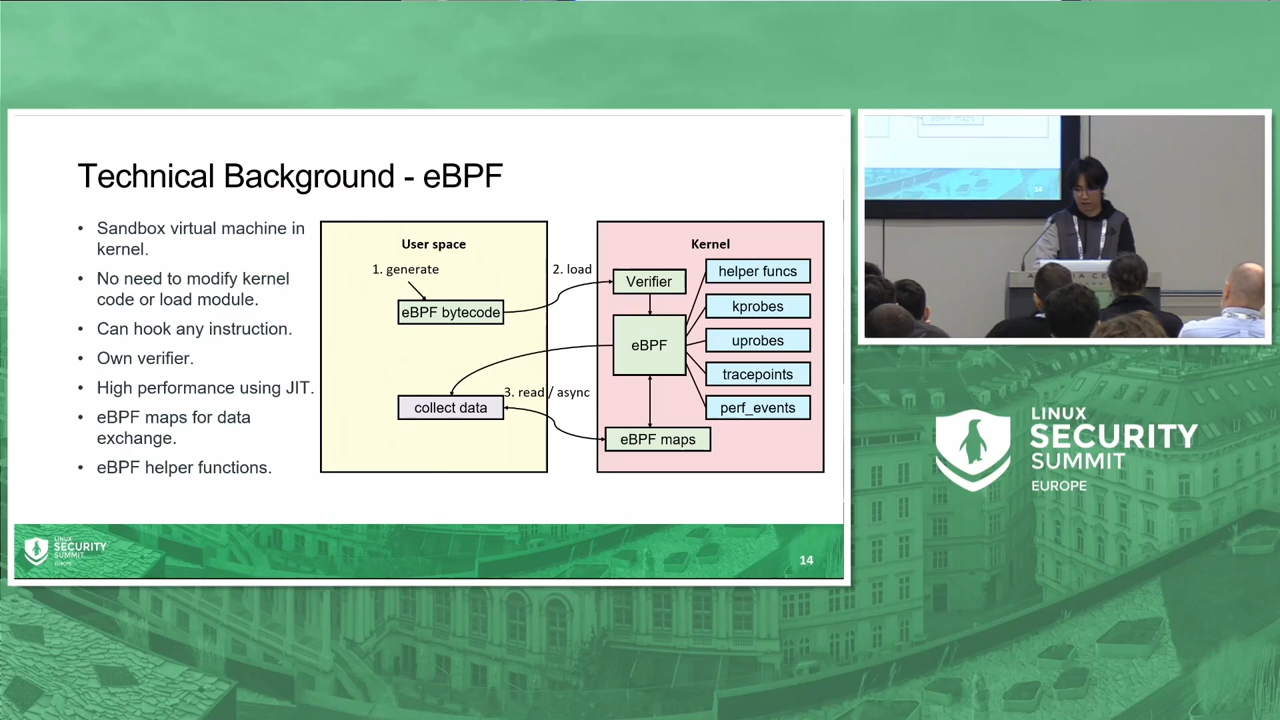 Technical Background - eBPF
• Sandbox virtual machine in
kernel.
• No need to modify kernel
code or load module.
• Can hook any instruction.
• Own verifier.
• High performance using JIT.
• eBPF maps for data
exchange.
• eBPF helper functions.
User space
1. generate
eBPF bytecode
collect data
2. load
3. read / async
Kernel
Verifier
eBPF
eBPF maps
helper funcs
kprobes
uprobes
tracepoints
perf_events
LINUX
SECURITY
SUMMIT
EUROPE
14
14
LINUX
SECURITY
SUMMIT
EUROPE